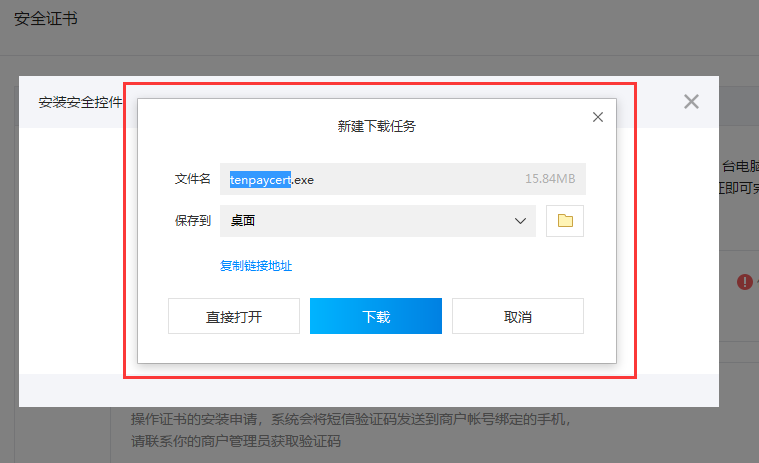 安全证书
安装安全控件
新建下载任务
文件名 tenpaycert.exe 15.84MB
台电脑
保存到 桌面
复制链接地址
直接打开 下载 取消
操作证书的安装申请，系统会将短信验证码发送到商户帐号绑定的手机，
请联系你的商户管理员获取验证码